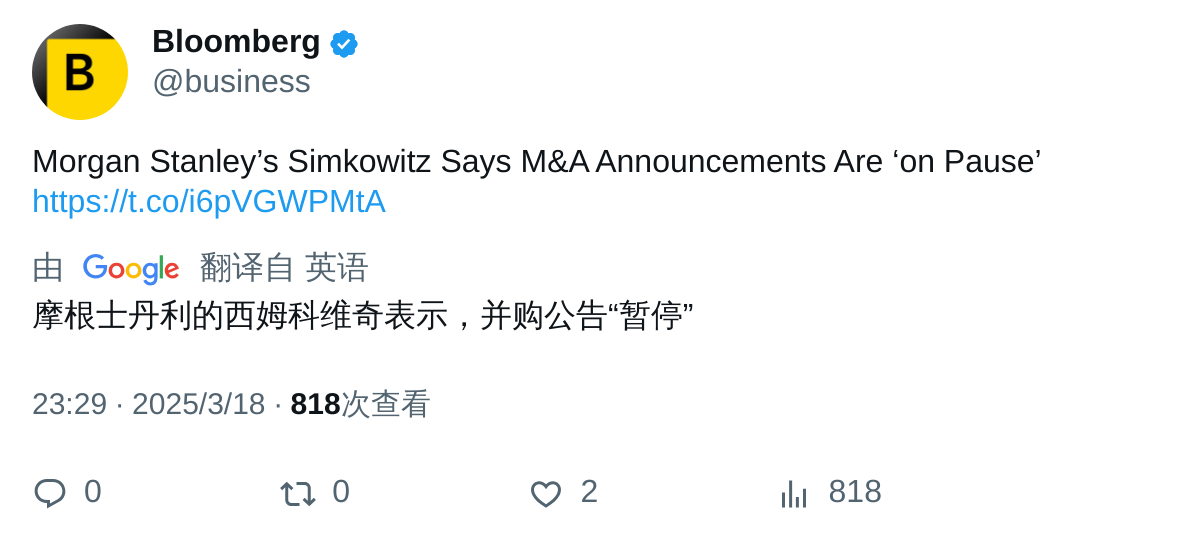 B
Bloomberg
@business
Morgan Stanley’s Simkowitz Says M&A Announcements Are ‘on Pause’
https://t.co/i6pVGWPMtA
由 Google 翻译自 英语
摩根士丹利的西姆科维奇表示，并购公告“暂停”
23:29 · 2025/3/18 · 818次查看
0 0 2 818